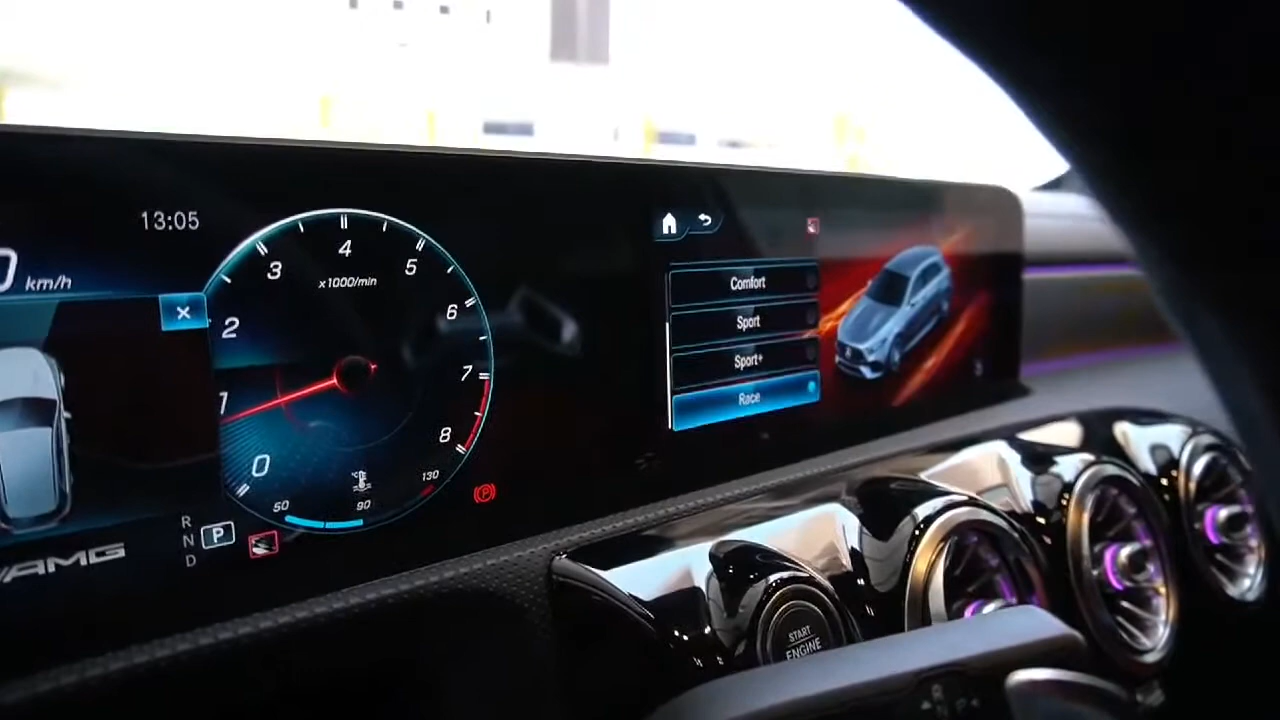 13:05
0 km/h
x1000/min
0
1
2
3
4
5
6
7
8
°C
50
90
130
AMG
R
N
D
P
(P)
Comfort
Sport
Sport+
Race
START
ENGINE